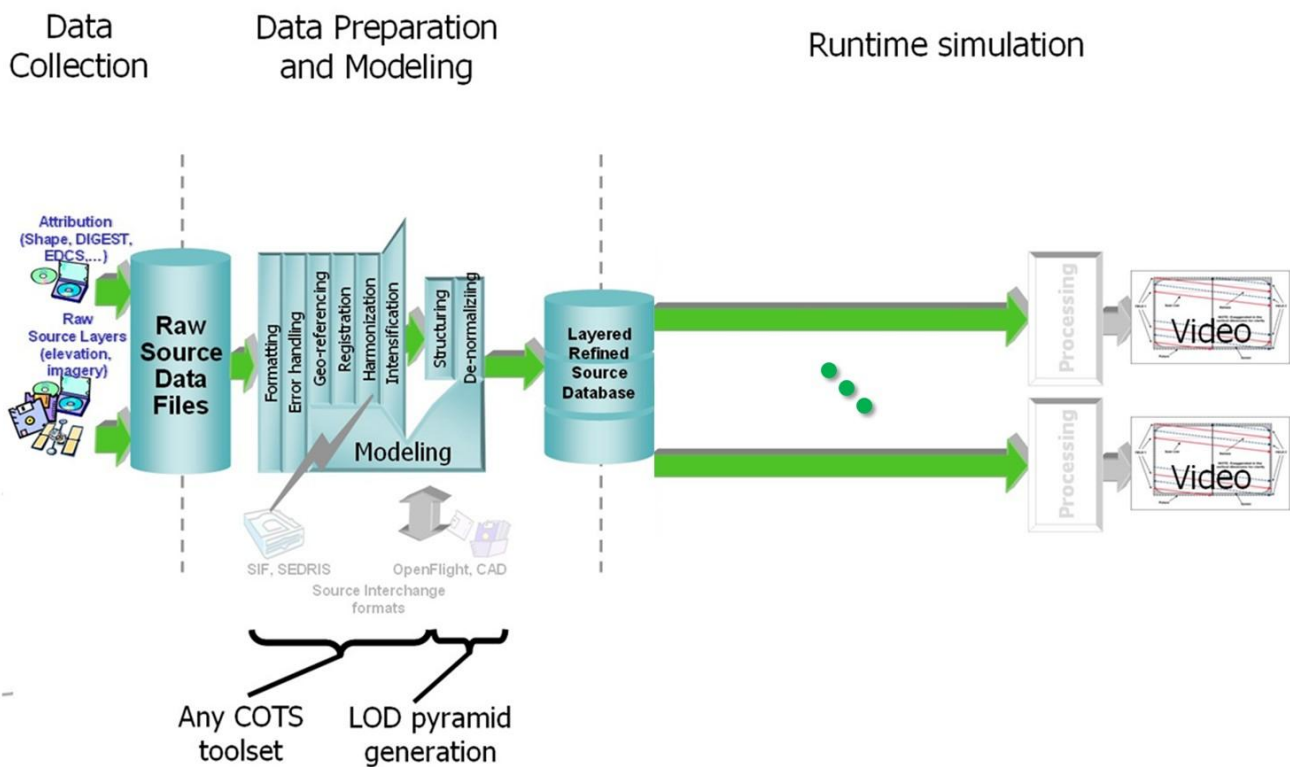 Data
Collection
Data Preparation
and Modeling
Runtime simulation
Attribution
(Shape, DIGEST,
EDCS,...}
Raw
Source Layers
(elevation,
imagery}
Raw
Source
Data
Files
Formatting
Error handling
Geo-referencing
Registration
Harmonization
Intensification
Structuring
De-normaliziing
Modeling
Layered
Refined
Source
Database
Processing
Video
Processing
Video
SIF, SEDRIS
OpenFlight, CAD
Source Interchange
formats
Any COTS
toolset
LOD pyramid
generation